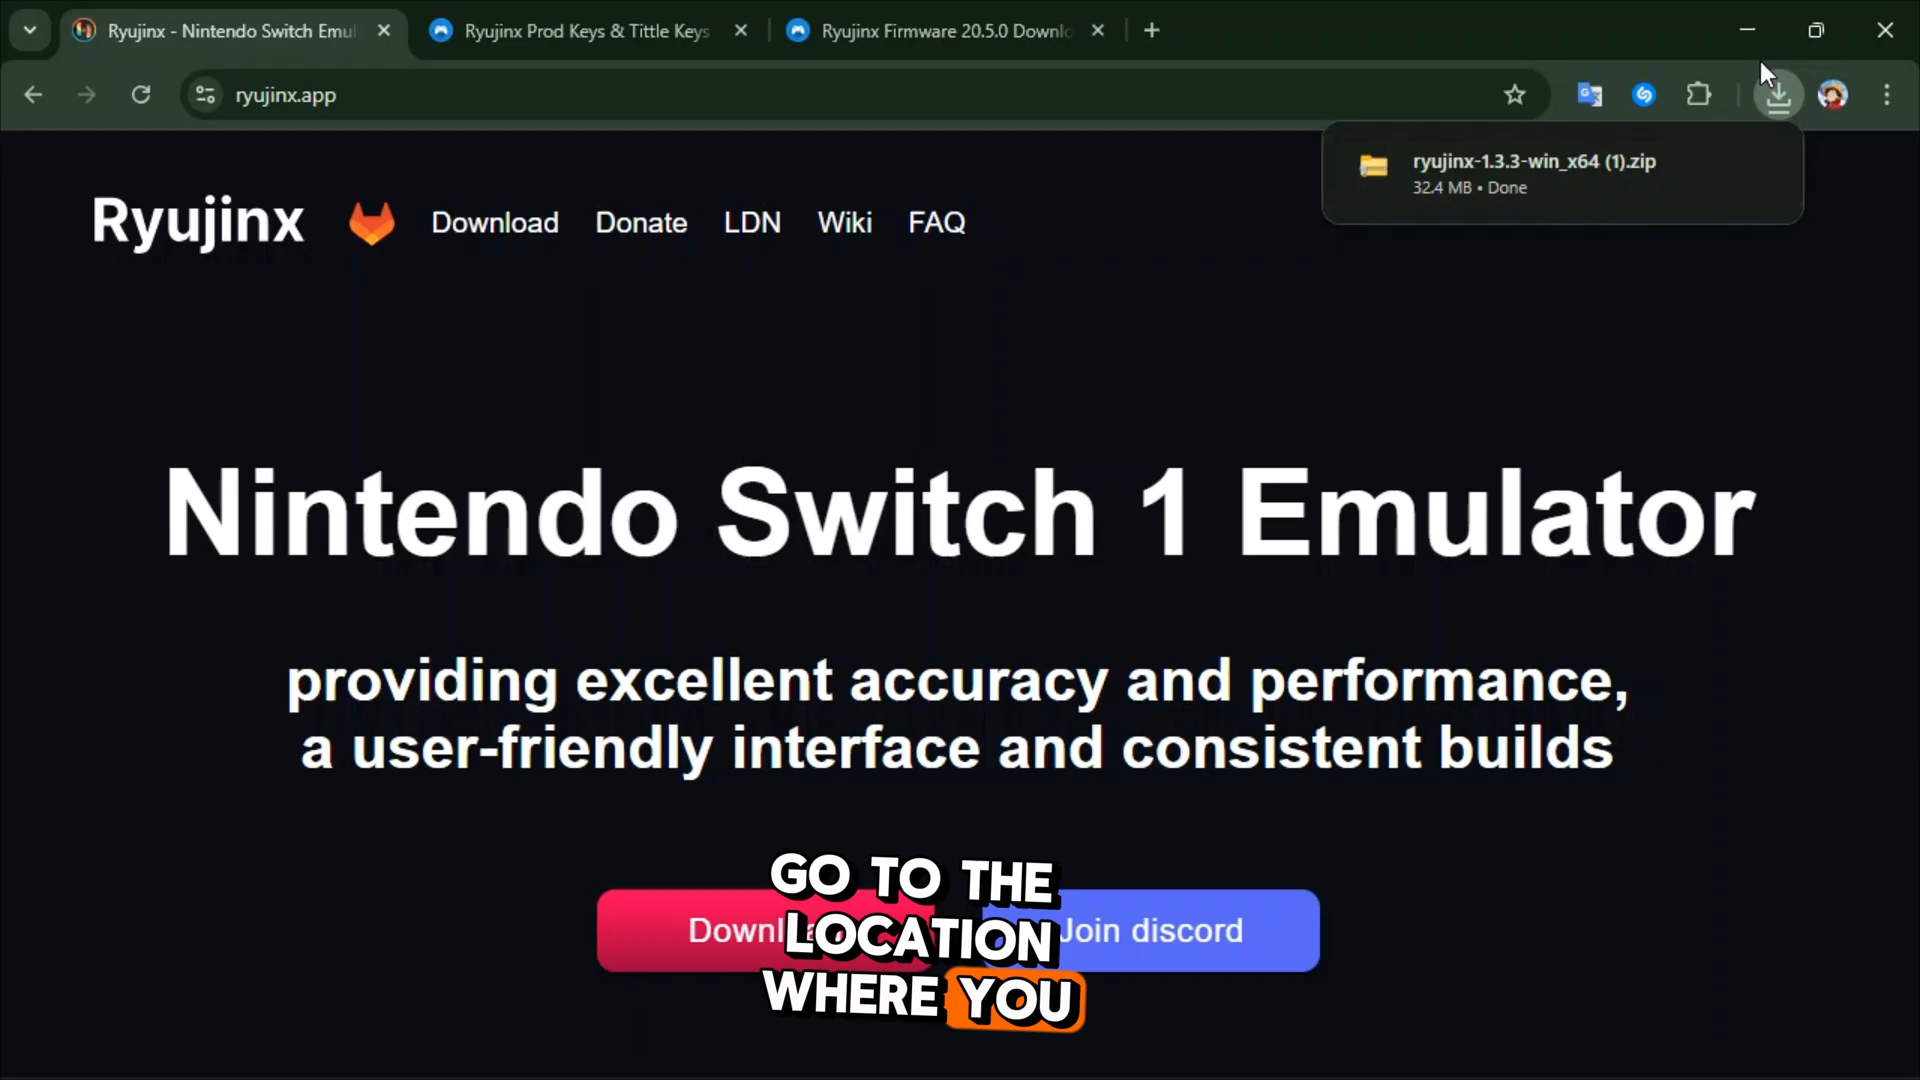 Ryujinx - Nintendo Switch Emul
Ryujinx Prod Keys & Tittle Keys
Ryujinx Firmware 20.5.0 Downlo
ryujinx.app
ryujinx-1.3.3-win_x64 (1).zip
32.4 MB • Done
Ryujinx
Download
Donate
LDN
Wiki
FAQ
Nintendo Switch 1 Emulator
providing excellent accuracy and performance,
a user-friendly interface and consistent builds
Downl
Join discord
GO TO THE
LOCATION
WHERE YOU